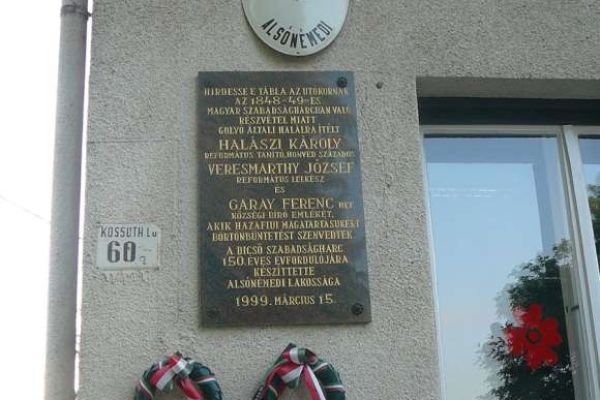 ALSÓNÉMEDI
HIRDESSE E TÁBLA AZ UTÓKORNAK
AZ 1848-49-ES
MAGYAR SZABADSÁGHARCBAN VALÓ
RÉSZVÉTEL MIATT
GOLYÓ ÁLTALI HALÁLRA ÍTÉLT
HALÁSZI KÁROLY
REFORMÁTUS TANÍTÓ, HONVÉD SZÁZADOS
VERESMARTHY JÓZSEF
REFORMÁTUS LELKÉSZ
ÉS
GARAY FERENC REF.
KÖZSÉGI BÍRÓ EMLÉKÉT,
AKIK HAZAFIUI MAGATARTÁSUKÉRT
BÖRTÖNBÜNTETÉST SZENVEDTEK.
A DICSŐ SZABADSÁGHARC
150. ÉVES ÉVFORDULÓJÁRA
KÉSZÍTTETTE
ALSÓNÉMEDI LAKOSSÁGA
1999. MÁRCIUS 15.
KOSSUTH L u
60